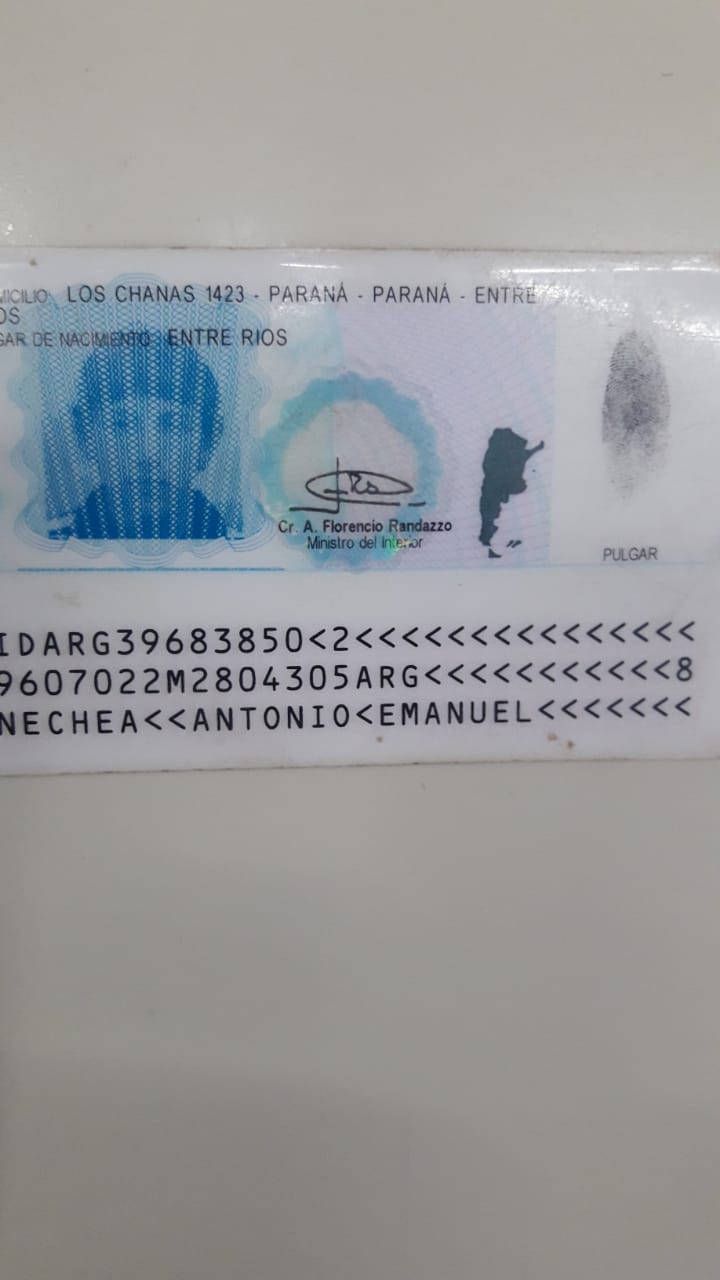 MICILIO LOS CHANAS 1423 - PARANÁ - PARANÁ - ENTRE
OS
GAR DE NACIMIENTO ENTRE RIOS
Cr. A. Florencio Randazzo
Ministro del Interior
PULGAR
IDARG39683850<2<<<<<<<<<<<<<<<
9607022M2804305ARG<<<<<<<<<<<8
NECHEA<<ANTONIO<EMANUEL<<<<<<<